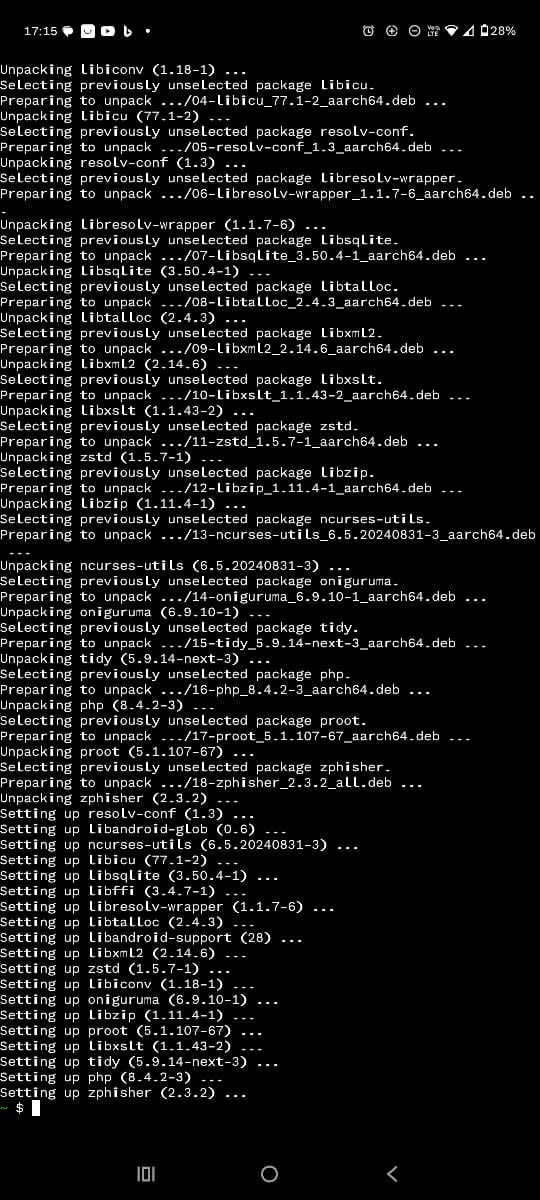 17:15
Vo))
LTE
28%
Unpacking libiconv (1.18-1) ...
Selecting previously unselected package libicu.
Preparing to unpack .../04-libicu_77.1-2_aarch64.deb ...
Unpacking libicu (77.1-2) ...
Selecting previously unselected package resolv-conf.
Preparing to unpack .../05-resolv-conf_1.3_aarch64.deb ...
Unpacking resolv-conf (1.3) ...
Selecting previously unselected package libresolv-wrapper.
Preparing to unpack .../06-libresolv-wrapper_1.1.7-6_aarch64.deb ..
.
Unpacking libresolv-wrapper (1.1.7-6) ...
Selecting previously unselected package libsqlite.
Preparing to unpack .../07-libsqlite_3.50.4-1_aarch64.deb ...
Unpacking libsqlite (3.50.4-1) ...
Selecting previously unselected package libtalloc.
Preparing to unpack .../08-libtalloc_2.4.3_aarch64.deb ...
Unpacking libtalloc (2.4.3) ...
Selecting previously unselected package libxml2.
Preparing to unpack .../09-libxml2_2.14.6_aarch64.deb ...
Unpacking libxml2 (2.14.6) ...
Selecting previously unselected package libxslt.
Preparing to unpack .../10-libxslt_1.1.43-2_aarch64.deb ...
Unpacking libxslt (1.1.43-2) ...
Selecting previously unselected package zstd.
Preparing to unpack .../11-zstd_1.5.7-1_aarch64.deb ...
Unpacking zstd (1.5.7-1) ...
Selecting previously unselected package libzip.
Preparing to unpack .../12-libzip_1.11.4-1_aarch64.deb ...
Unpacking libzip (1.11.4-1) ...
Selecting previously unselected package ncurses-utils.
Preparing to unpack .../13-ncurses-utils_6.5.20240831-3_aarch64.deb
 ...
Unpacking ncurses-utils (6.5.20240831-3) ...
Selecting previously unselected package oniguruma.
Preparing to unpack .../14-oniguruma_6.9.10-1_aarch64.deb ...
Unpacking oniguruma (6.9.10-1) ...
Selecting previously unselected package tidy.
Preparing to unpack .../15-tidy_5.9.14-next-3_aarch64.deb ...
Unpacking tidy (5.9.14-next-3) ...
Selecting previously unselected package php.
Preparing to unpack .../16-php_8.4.2-3_aarch64.deb ...
Unpacking php (8.4.2-3) ...
Selecting previously unselected package proot.
Preparing to unpack .../17-proot_5.1.107-67_aarch64.deb ...
Unpacking proot (5.1.107-67) ...
Selecting previously unselected package zphisher.
Preparing to unpack .../18-zphisher_2.3.2_all.deb ...
Unpacking zphisher (2.3.2) ...
Setting up resolv-conf (1.3) ...
Setting up libandroid-glob (0.6) ...
Setting up ncurses-utils (6.5.20240831-3) ...
Setting up libicu (77.1-2) ...
Setting up libsqlite (3.50.4-1) ...
Setting up libffi (3.4.7-1) ...
Setting up libresolv-wrapper (1.1.7-6) ...
Setting up libtalloc (2.4.3) ...
Setting up libandroid-support (28) ...
Setting up libxml2 (2.14.6) ...
Setting up zstd (1.5.7-1) ...
Setting up libiconv (1.18-1) ...
Setting up oniguruma (6.9.10-1) ...
Setting up libzip (1.11.4-1) ...
Setting up proot (5.1.107-67) ...
Setting up libxslt (1.1.43-2) ...
Setting up tidy (5.9.14-next-3) ...
Setting up php (8.4.2-3) ...
Setting up zphisher (2.3.2) ...
~ $